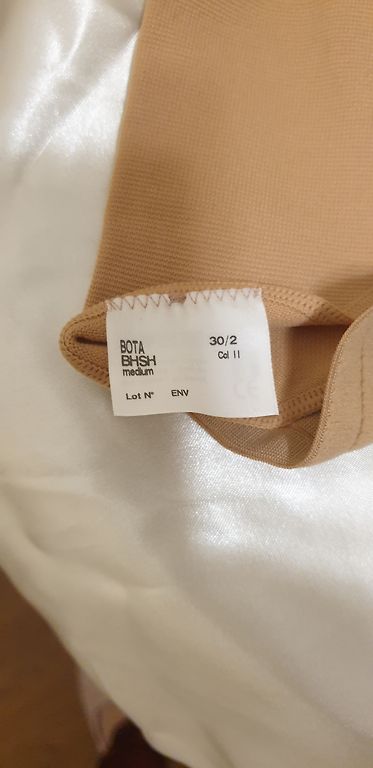 BOTA 30/2
BHSH Col II
medium
Lot N° ENV